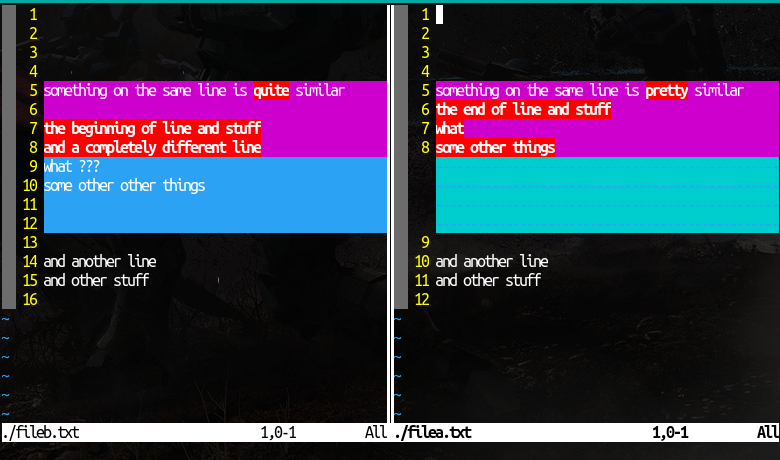 1
2
3
4
5 something on the same line is quite similar
6
7 the beginning of line and stuff
8 and a completely different line
9 what ???
10 some other other things
11
12
13
14 and another line
15 and other stuff
16
~
~
~
~
~
~
./fileb.txt 1,0-1 All
1
2
3
4
5 something on the same line is pretty similar
6 the end of line and stuff
7 what
8 some other things
9
10 and another line
11 and other stuff
12
~
~
~
~
~
~
./filea.txt 1,0-1 All